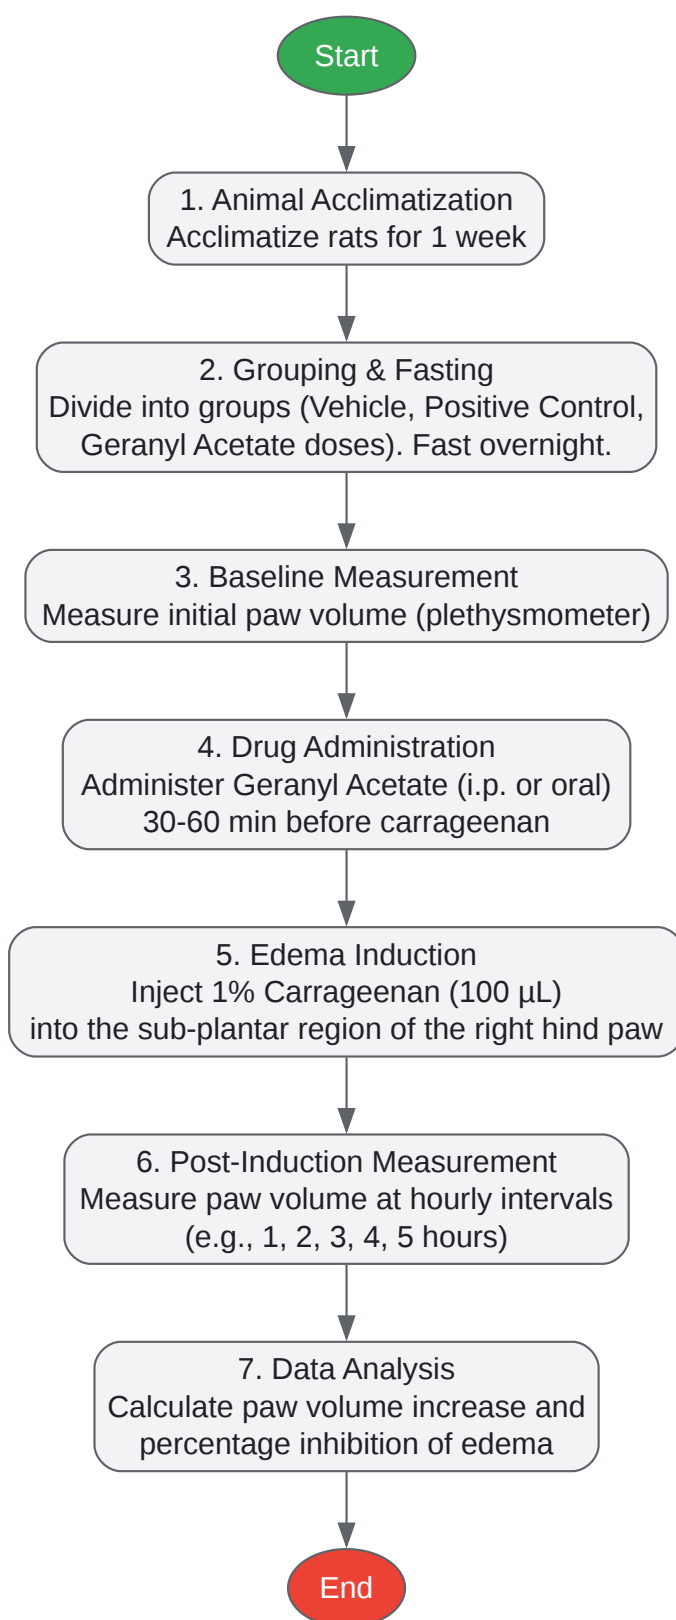 Start
1. Animal Acclimatization
Acclimatize rats for 1 week
2. Grouping & Fasting
Divide into groups (Vehicle, Positive Control,
Geranyl Acetate doses). Fast overnight.
3. Baseline Measurement
Measure initial paw volume (plethysmometer)
4. Drug Administration
Administer Geranyl Acetate (i.p. or oral)
30-60 min before carrageenan
5. Edema Induction
Inject 1% Carrageenan (100 µL)
into the sub-plantar region of the right hind paw
6. Post-Induction Measurement
Measure paw volume at hourly intervals
(e.g., 1, 2, 3, 4, 5 hours)
7. Data Analysis
Calculate paw volume increase and
percentage inhibition of edema
End